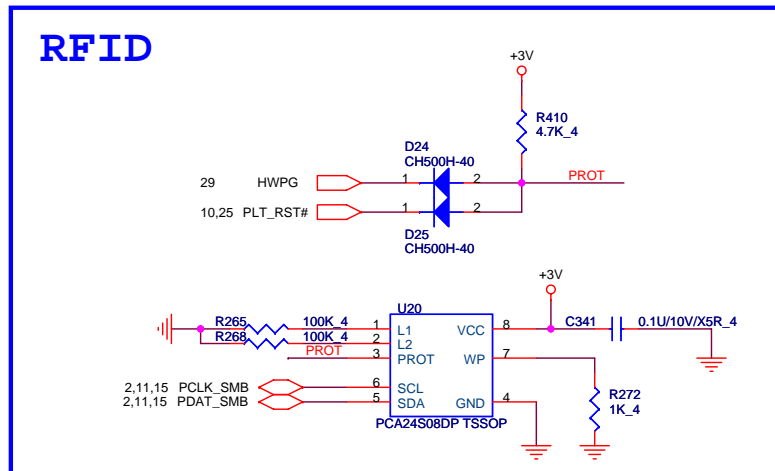 RFID
+3V
R410
4.7K_4
D24
CH500H-40
29 HWPG 1 2 PROT
10,25 PLT_RST# 1 2
D25
CH500H-40
+3V
U20
R265 100K_4 1 L1 VCC 8 C341 0.1U/10V/X5R_4
R268 100K_4 2 L2
PROT 3 PROT WP 7
2,11,15 PCLK_SMB 6 SCL
2,11,15 PDAT_SMB 5 SDA GND 4
R272
1K_4
PCA24S08DP TSSOP